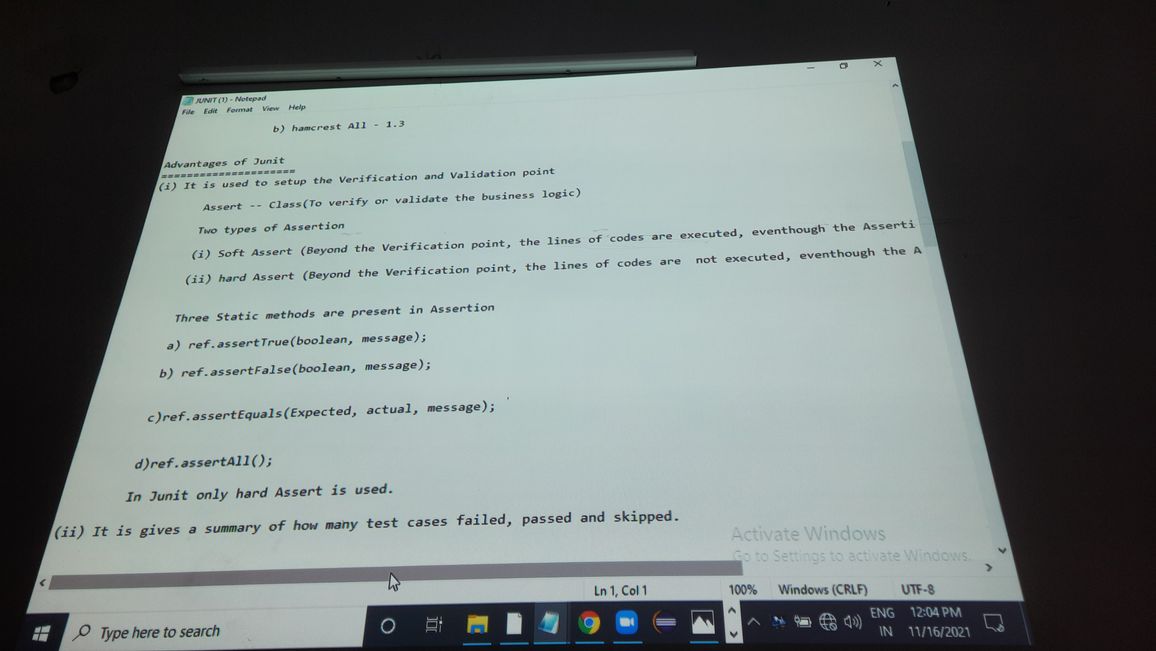 JUNIT (1) - Notepad
File Edit Format View Help
b) hamcrest All - 1.3
Advantages of Junit
=====================
(i) It is used to setup the Verification and Validation point
Assert -- Class(To verify or validate the business logic)
Two types of Assertion
(i) Soft Assert (Beyond the Verification point, the lines of codes are executed, eventhough the Asserti
(ii) hard Assert (Beyond the Verification point, the lines of codes are not executed, eventhough the A
Three Static methods are present in Assertion
a) ref.assertTrue(boolean, message);
b) ref.assertFalse(boolean, message);
c)ref.assertEquals(Expected, actual, message);
d)ref.assertAll();
In Junit only hard Assert is used.
(ii) It is gives a summary of how many test cases failed, passed and skipped.
Activate Windows
Go to Settings to activate Windows.
Ln 1, Col 1 100% Windows (CRLF) UTF-8
Type here to search
ENG 12:04 PM
IN 11/16/2021